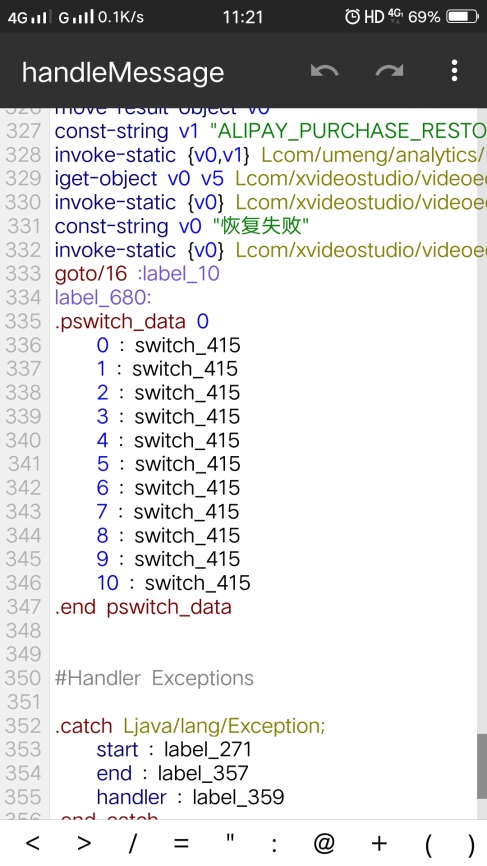 4G G 0.1K/s 11:21 HD 4G 69%
handleMessage
326 move-result-object v0
327 const-string v1 "ALIPAY_PURCHASE_RESTO
328 invoke-static {v0,v1} Lcom/umeng/analytics/
329 iget-object v0 v5 Lcom/xvideostudio/videoe
330 invoke-static {v0} Lcom/xvideostudio/videoe
331 const-string v0 "恢复失败"
332 invoke-static {v0} Lcom/xvideostudio/videoe
333 goto/16 :label_10
334 label_680:
335 .pswitch_data 0
336 0 : switch_415
337 1 : switch_415
338 2 : switch_415
339 3 : switch_415
340 4 : switch_415
341 5 : switch_415
342 6 : switch_415
343 7 : switch_415
344 8 : switch_415
345 9 : switch_415
346 10 : switch_415
347 .end pswitch_data
348
349
350 #Handler Exceptions
351
352 .catch Ljava/lang/Exception;
353 start : label_271
354 end : label_357
355 handler : label_359
356 .end catch
< > / = " : @ + ( )